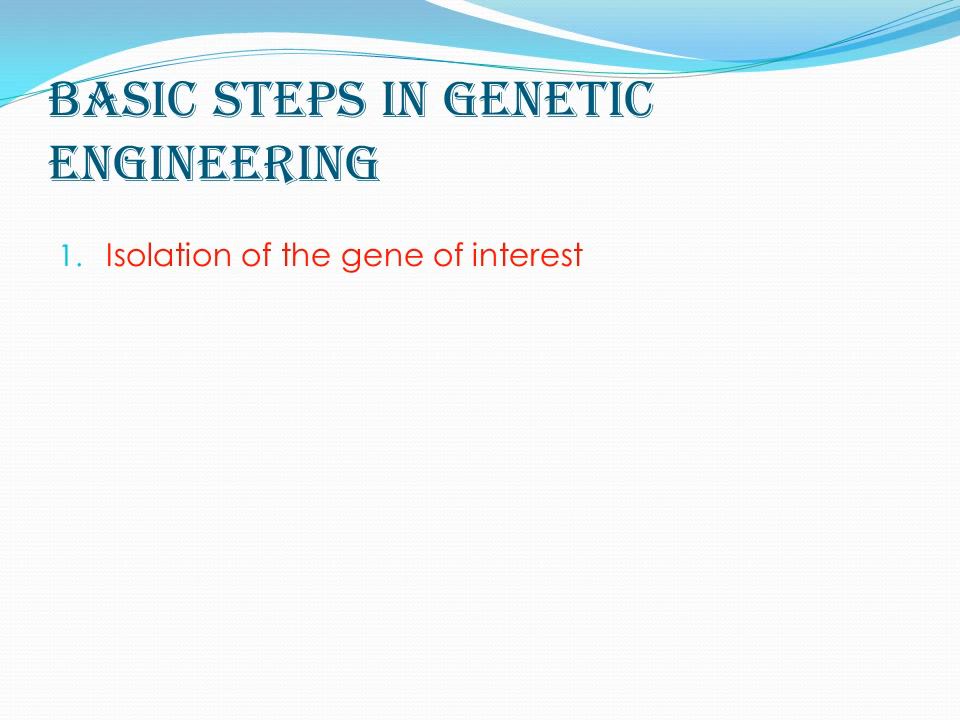 BASIC STEPS IN GENETIC
ENGINEERING
1. Isolation of the gene of interest